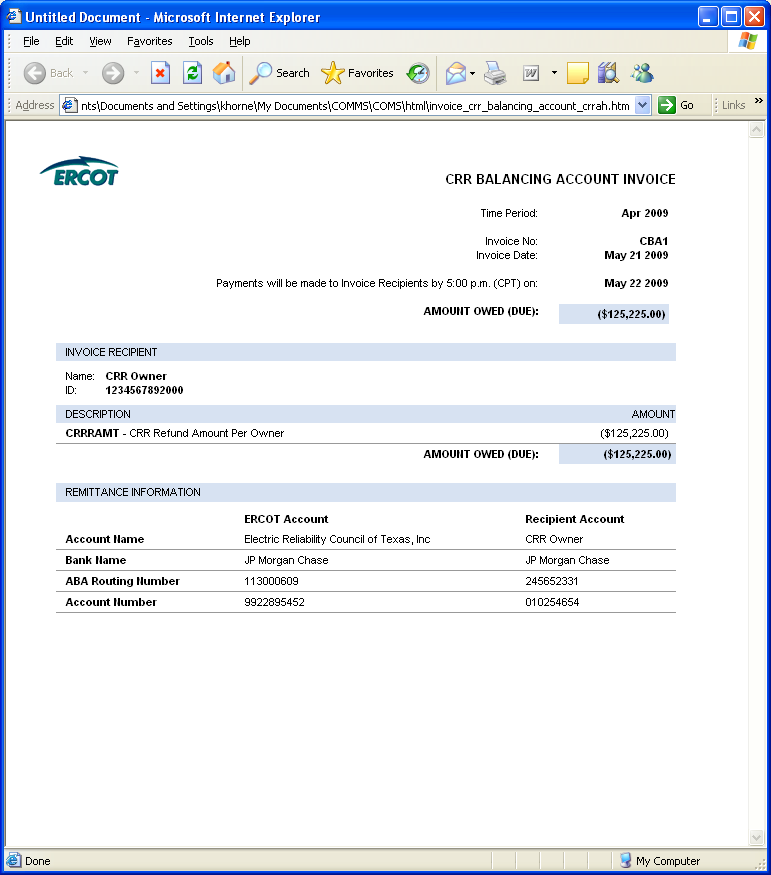 Untitled Document - Microsoft Internet Explorer
File Edit View Favorites Tools Help
Back Search Favorites W
Address nts\Documents and Settings\khorne\My Documents\COMMS\COMS\html\invoice_crr_balancing_account_crrah.htm Go Links »
ERCOT
CRR BALANCING ACCOUNT INVOICE
Time Period: Apr 2009
Invoice No: CBA1
Invoice Date: May 21 2009
Payments will be made to Invoice Recipients by 5:00 p.m. (CPT) on: May 22 2009
AMOUNT OWED (DUE): ($125,225.00)
INVOICE RECIPIENT
Name: CRR Owner
ID: 1234567892000
DESCRIPTION AMOUNT
CRRRAMT - CRR Refund Amount Per Owner ($125,225.00)
AMOUNT OWED (DUE): ($125,225.00)
REMITTANCE INFORMATION
ERCOT Account Recipient Account
Account Name Electric Reliability Council of Texas, Inc CRR Owner
Bank Name JP Morgan Chase JP Morgan Chase
ABA Routing Number 113000609 245652331
Account Number 9922895452 010254654
Done My Computer